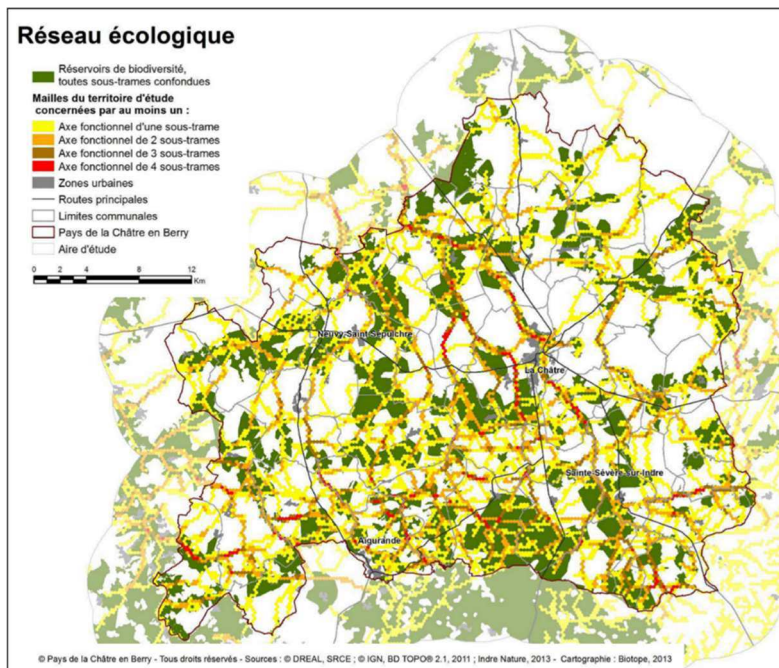 Réseau écologique
Réservoirs de biodiversité,
toutes sous-trames confondues
Mailles du territoire d'étude
concernées par au moins un :
Axe fonctionnel d'une sous-trame
Axe fonctionnel de 2 sous-trames
Axe fonctionnel de 3 sous-trames
Axe fonctionnel de 4 sous-trames
Zones urbaines
Routes principales
Limites communales
Pays de la Châtre en Berry
Aire d'étude
0 2 4 8 12
Km
Neuvy-Saint-Sépulchre
La Châtre
Sainte-Sévère-sur-Indre
Aigurande
© Pays de la Châtre en Berry - Tous droits réservés - Sources : © DREAL, SRCE ; © IGN, BD TOPO® 2.1, 2011 ; Indre Nature, 2013 - Cartographie : Biotope, 2013